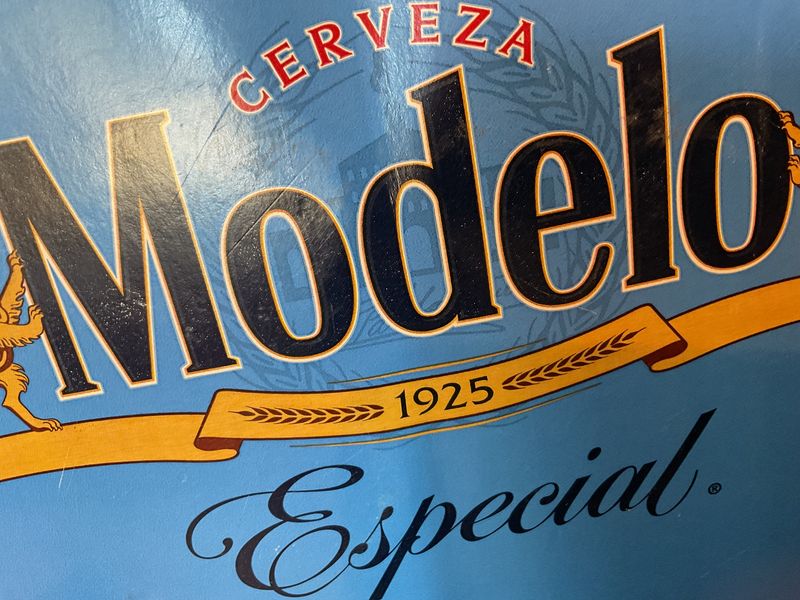 CERVEZA
Modelo
1925
Especial®